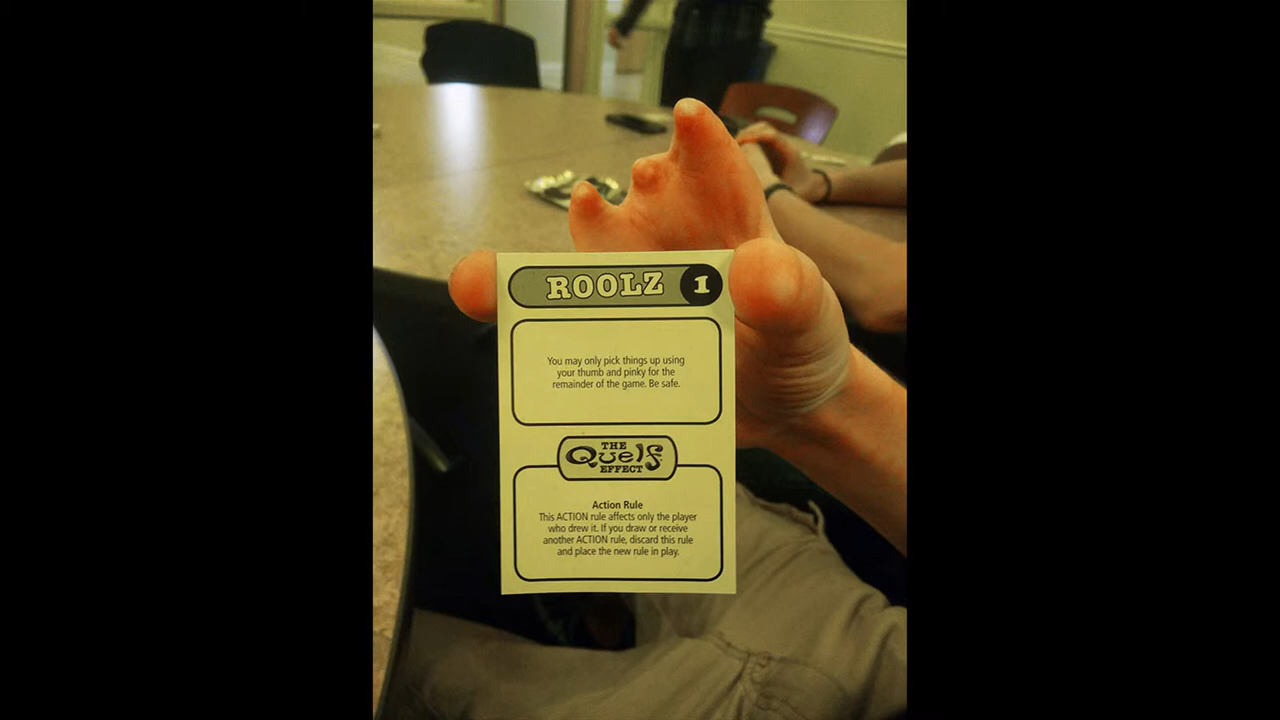 ROOLZ 1
You may only pick things up using
your thumb and pinky for the
remainder of the game. Be safe.
THE
Quelf
EFFECT
Action Rule
This ACTION rule affects only the player
who drew it. If you draw or receive
another ACTION rule, discard this rule
and place the new rule in play.